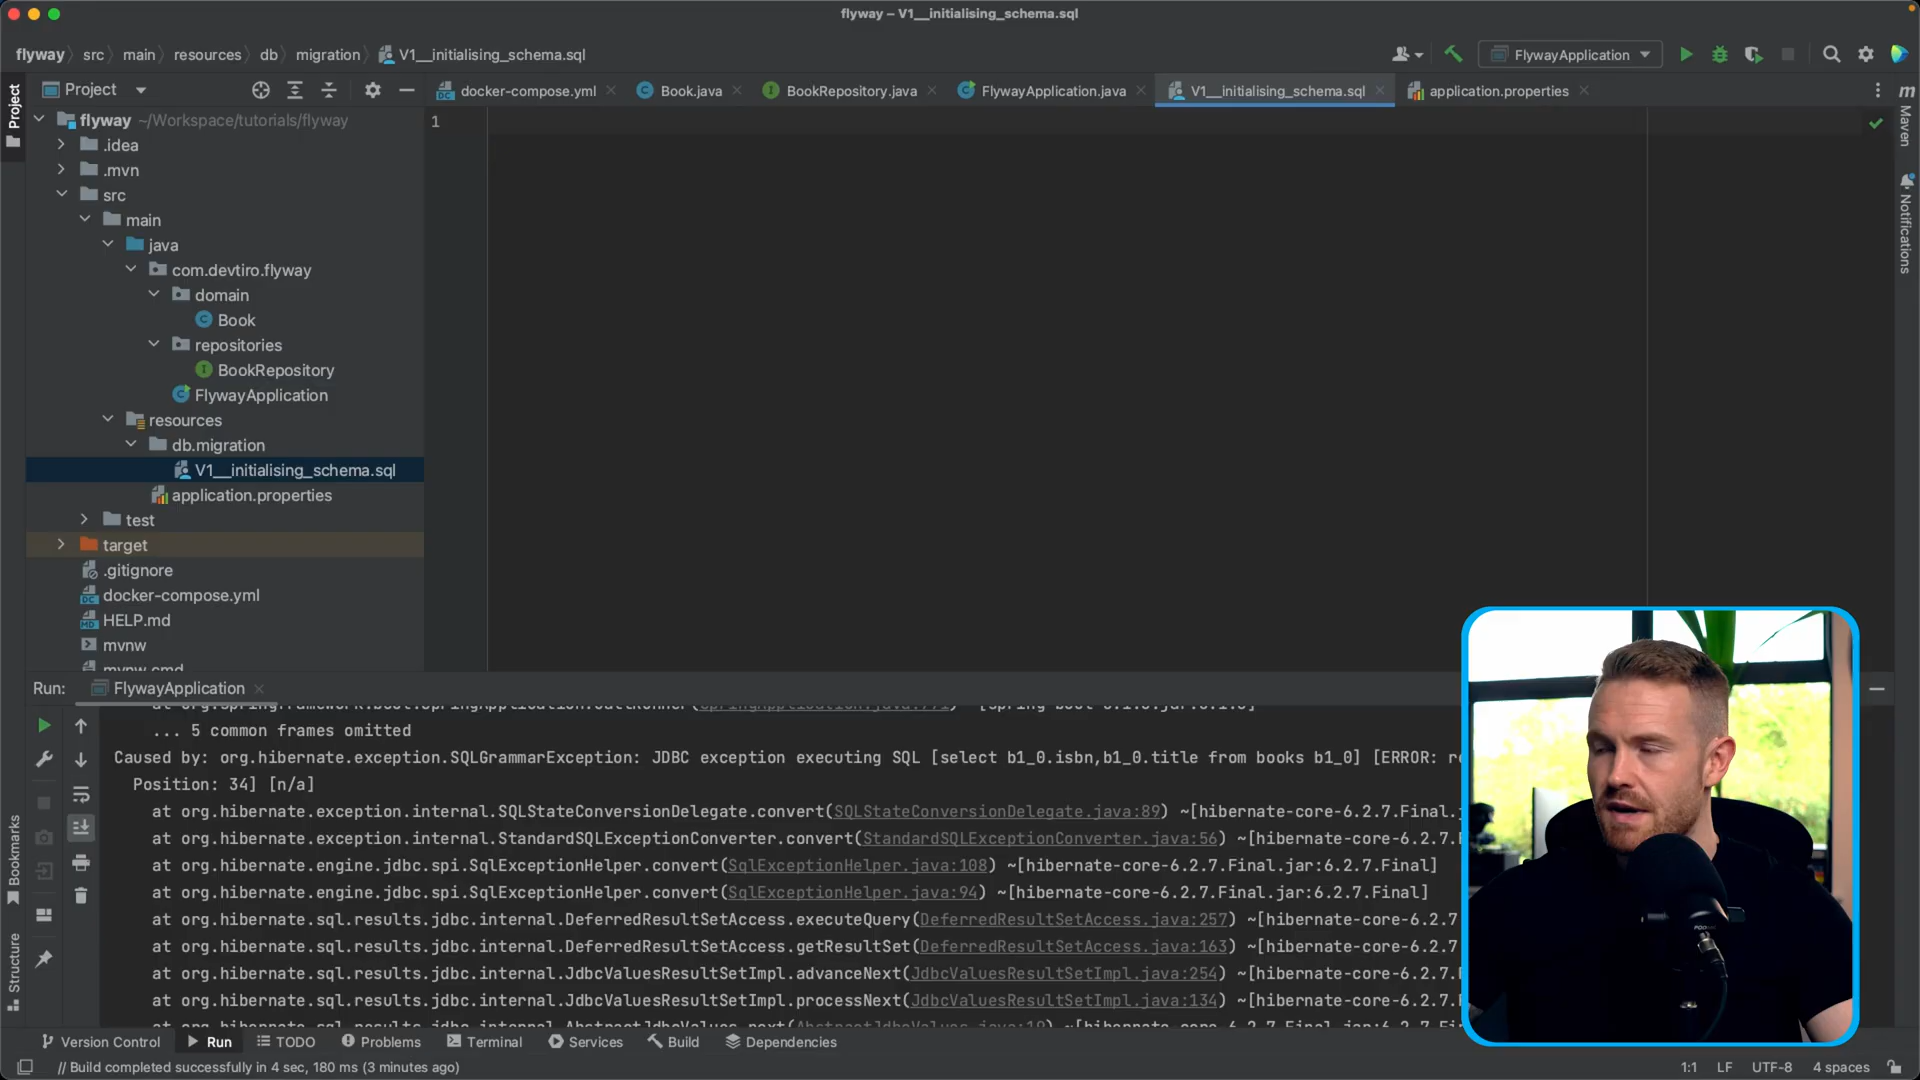 flyway – V1__initialising_schema.sql
flyway src main resources db migration V1__initialising_schema.sql
FlywayApplication
Project
docker-compose.yml Book.java BookRepository.java FlywayApplication.java V1__initialising_schema.sql application.properties
Project
Maven
Notifications
1
flyway ~/Workspace/tutorials/flyway
.idea
.mvn
src
main
java
com.devtiro.flyway
domain
Book
repositories
BookRepository
FlywayApplication
resources
db.migration
V1__initialising_schema.sql
application.properties
test
target
.gitignore
docker-compose.yml
HELP.md
mvnw
mvnw.cmd
Run: FlywayApplication
... 5 common frames omitted
Caused by: org.hibernate.exception.SQLGrammarException: JDBC exception executing SQL [select b1_0.isbn,b1_0.title from books b1_0] [ERROR:
Position: 34] [n/a]
at org.hibernate.exception.internal.SQLStateConversionDelegate.convert(SQLStateConversionDelegate.java:89) ~[hibernate-core-6.2.7.Final.
at org.hibernate.exception.internal.StandardSQLExceptionConverter.convert(StandardSQLExceptionConverter.java:56) ~[hibernate-core-6.2.7.
at org.hibernate.engine.jdbc.spi.SqlExceptionHelper.convert(SqlExceptionHelper.java:108) ~[hibernate-core-6.2.7.Final.jar:6.2.7.Final]
at org.hibernate.engine.jdbc.spi.SqlExceptionHelper.convert(SqlExceptionHelper.java:94) ~[hibernate-core-6.2.7.Final.jar:6.2.7.Final]
at org.hibernate.sql.results.jdbc.internal.DeferredResultSetAccess.executeQuery(DeferredResultSetAccess.java:257) ~[hibernate-core-6.2.7
at org.hibernate.sql.results.jdbc.internal.DeferredResultSetAccess.getResultSet(DeferredResultSetAccess.java:163) ~[hibernate-core-6.2.7
at org.hibernate.sql.results.jdbc.internal.JdbcValuesResultSetImpl.advanceNext(JdbcValuesResultSetImpl.java:254) ~[hibernate-core-6.2.7.
at org.hibernate.sql.results.jdbc.internal.JdbcValuesResultSetImpl.processNext(JdbcValuesResultSetImpl.java:134) ~[hibernate-core-6.2.7.
Bookmarks
Structure
Version Control Run TODO Problems Terminal Services Build Dependencies
// Build completed successfully in 4 sec, 180 ms (3 minutes ago)
1:1 LF UTF-8 4 spaces